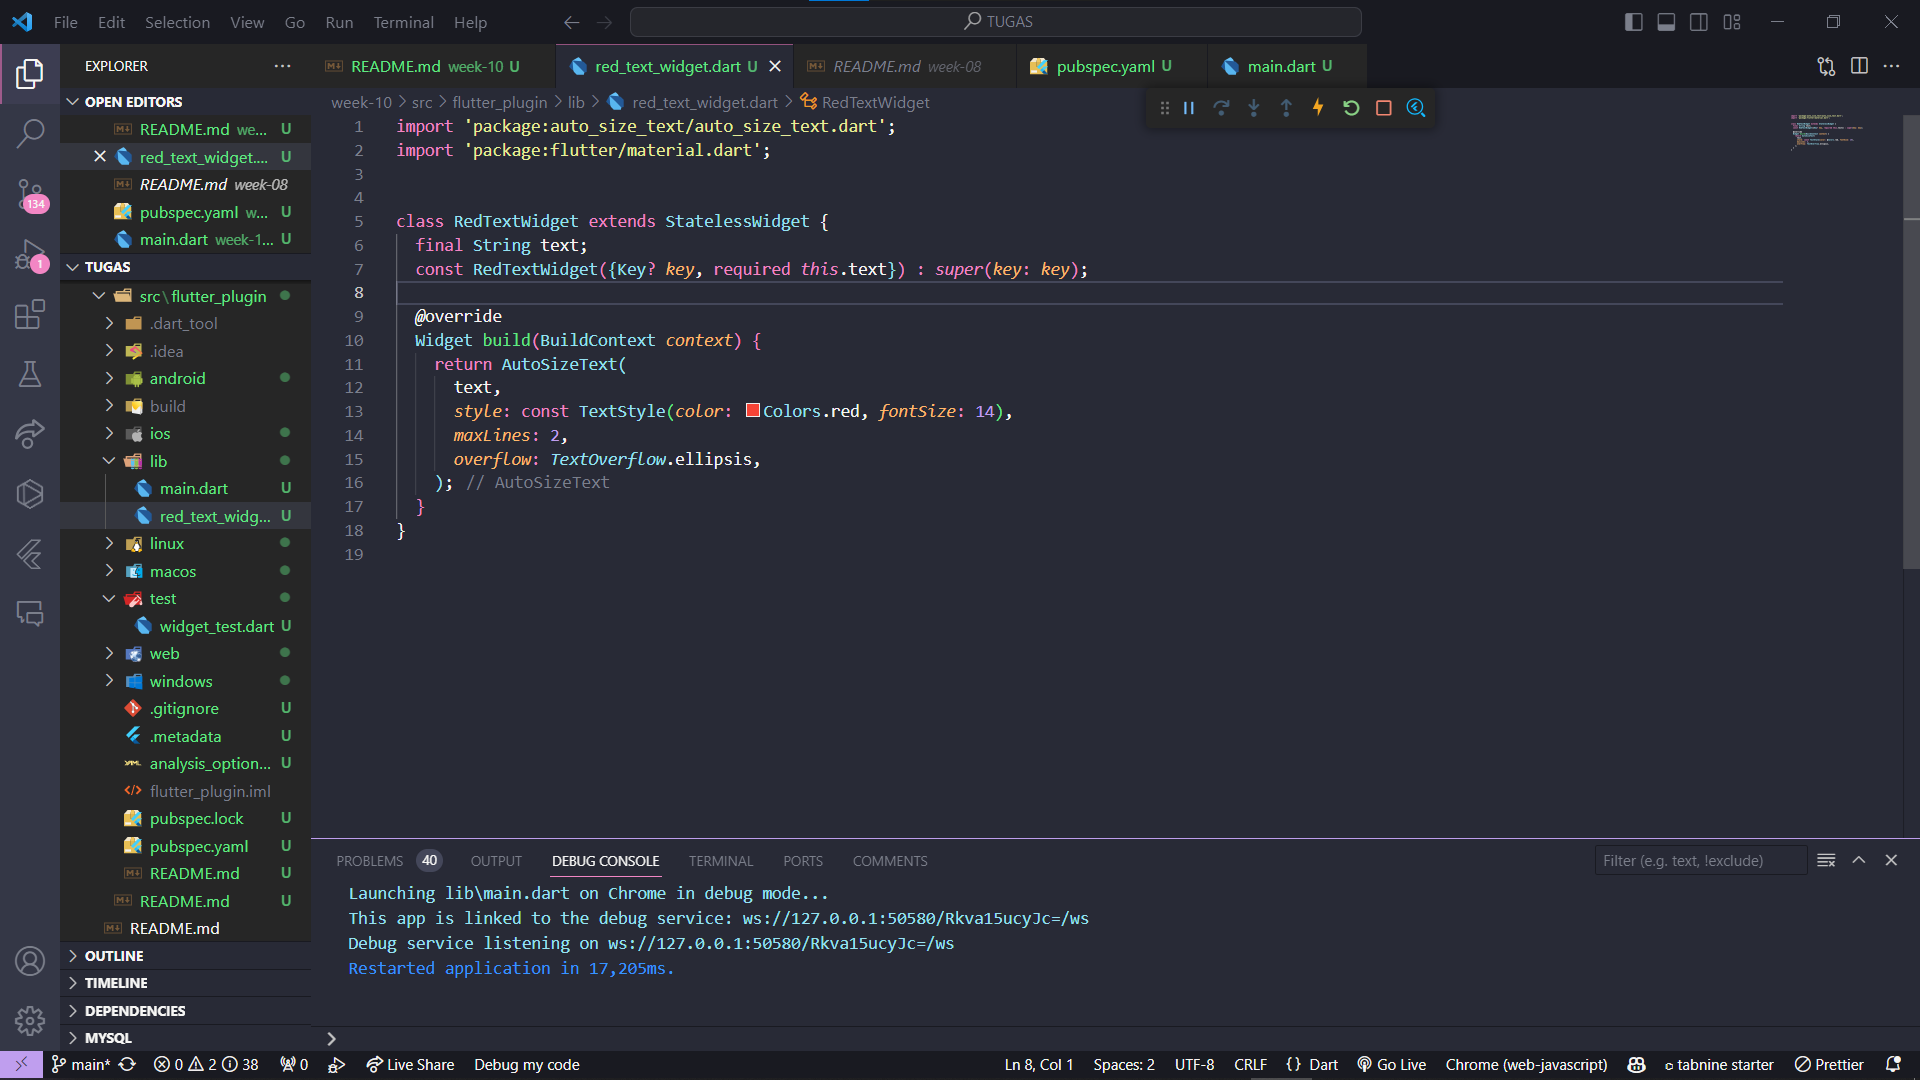 File Edit Selection View Go Run Terminal Help
TUGAS
EXPLORER
README.md week-10 U
red_text_widget.dart U
README.md week-08
pubspec.yaml U
main.dart U
OPEN EDITORS
README.md we... U
red_text_widget.... U
README.md week-08
pubspec.yaml w... U
main.dart week-1... U
TUGAS
src\flutter_plugin
.dart_tool
.idea
android
build
ios
lib
main.dart U
red_text_widg... U
linux
macos
test
widget_test.dart U
web
windows
.gitignore U
.metadata U
analysis_option... U
flutter_plugin.iml
pubspec.lock U
pubspec.yaml U
README.md U
README.md U
README.md
OUTLINE
TIMELINE
DEPENDENCIES
MYSQL
134
1
week-10 > src > flutter_plugin > lib > red_text_widget.dart > RedTextWidget
1 import 'package:auto_size_text/auto_size_text.dart';
2 import 'package:flutter/material.dart';
3
4
5 class RedTextWidget extends StatelessWidget {
6 final String text;
7 const RedTextWidget({Key? key, required this.text}) : super(key: key);
8
9 @override
10 Widget build(BuildContext context) {
11 return AutoSizeText(
12 text,
13 style: const TextStyle(color: Colors.red, fontSize: 14),
14 maxLines: 2,
15 overflow: TextOverflow.ellipsis,
16 ); // AutoSizeText
17 }
18 }
19
PROBLEMS 40 OUTPUT DEBUG CONSOLE TERMINAL PORTS COMMENTS
Filter (e.g. text, !exclude)
Launching lib\main.dart on Chrome in debug mode...
This app is linked to the debug service: ws://127.0.0.1:50580/Rkva15ucyJc=/ws
Debug service listening on ws://127.0.0.1:50580/Rkva15ucyJc=/ws
Restarted application in 17,205ms.
main* 0 2 38 0 Live Share Debug my code
Ln 8, Col 1 Spaces: 2 UTF-8 CRLF {} Dart Go Live Chrome (web-javascript) tabnine starter Prettier